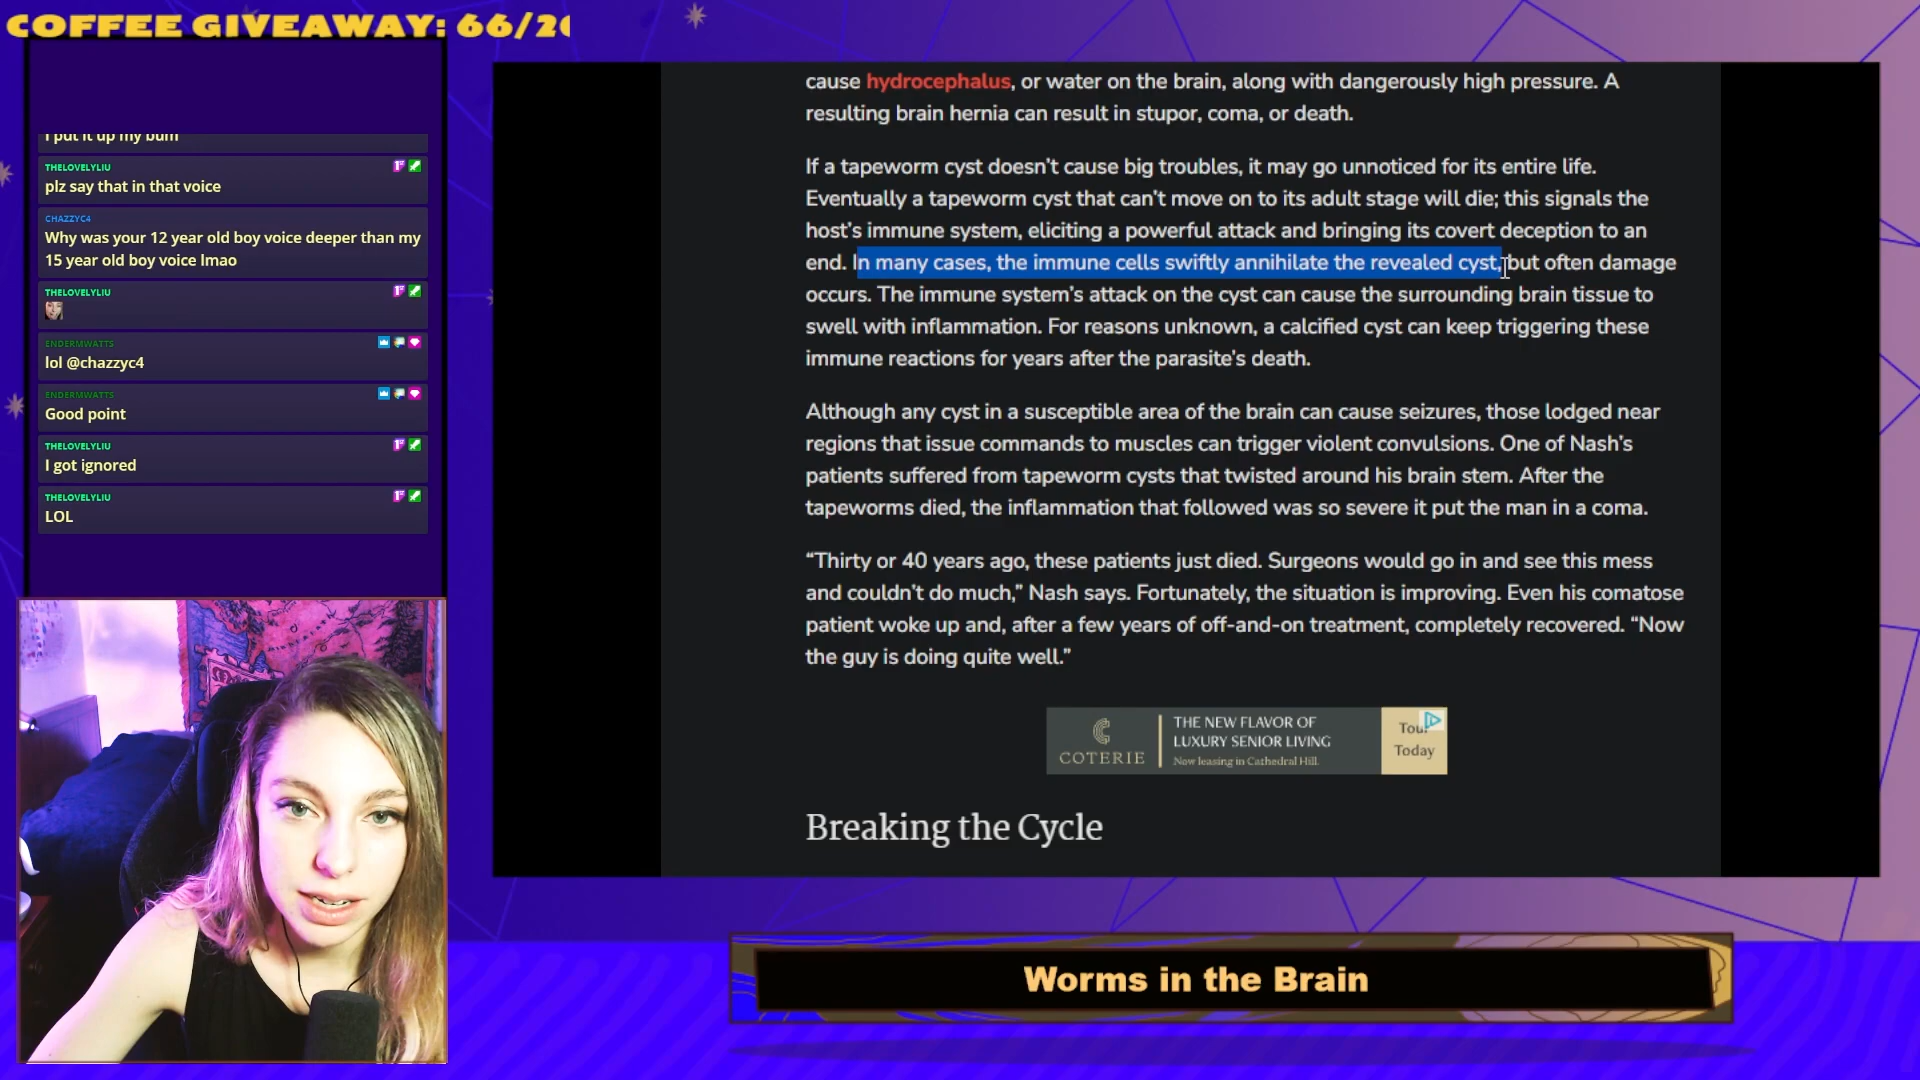 COFFEE GIVEAWAY: 66/20
I put it up my bum
THELOVELYLIU
plz say that in that voice
CHAZZYC4
Why was your 12 year old boy voice deeper than my
15 year old boy voice lmao
THELOVELYLIU
ENDERMWATTS
lol @chazzyc4
ENDERMWATTS
Good point
THELOVELYLIU
I got ignored
THELOVELYLIU
LOL
cause hydrocephalus, or water on the brain, along with dangerously high pressure. A
resulting brain hernia can result in stupor, coma, or death.
If a tapeworm cyst doesn’t cause big troubles, it may go unnoticed for its entire life.
Eventually a tapeworm cyst that can’t move on to its adult stage will die; this signals the
host’s immune system, eliciting a powerful attack and bringing its covert deception to an
end. In many cases, the immune cells swiftly annihilate the revealed cyst, but often damage
occurs. The immune system’s attack on the cyst can cause the surrounding brain tissue to
swell with inflammation. For reasons unknown, a calcified cyst can keep triggering these
immune reactions for years after the parasite’s death.
Although any cyst in a susceptible area of the brain can cause seizures, those lodged near
regions that issue commands to muscles can trigger violent convulsions. One of Nash’s
patients suffered from tapeworm cysts that twisted around his brain stem. After the
tapeworms died, the inflammation that followed was so severe it put the man in a coma.
“Thirty or 40 years ago, these patients just died. Surgeons would go in and see this mess
and couldn’t do much,” Nash says. Fortunately, the situation is improving. Even his comatose
patient woke up and, after a few years of off-and-on treatment, completely recovered. “Now
the guy is doing quite well.”
COTERIE
THE NEW FLAVOR OF
LUXURY SENIOR LIVING
Now leasing in Cathedral Hill.
Tour
Today
Breaking the Cycle
Worms in the Brain